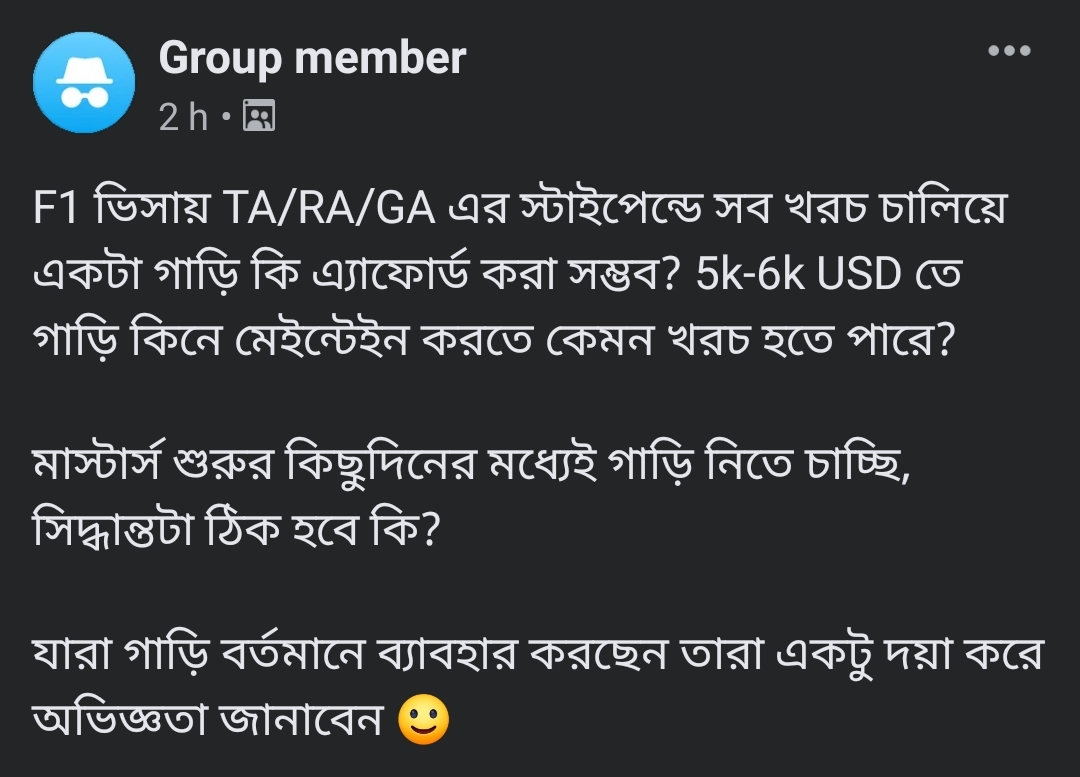 Group member
2 h •
F1 ভিসায় TA/RA/GA এর স্টাইপেন্ডে সব খরচ চালিয়ে
একটা গাড়ি কি এ্যাফোর্ড করা সম্ভব? 5k-6k USD তে
গাড়ি কিনে মেইন্টেইন করতে কেমন খরচ হতে পারে?
মাস্টার্স শুরুর কিছুদিনের মধ্যেই গাড়ি নিতে চাচ্ছি,
সিদ্ধান্তটা ঠিক হবে কি?
যারা গাড়ি বর্তমানে ব্যাবহার করছেন তারা একটু দয়া করে
অভিজ্ঞতা জানাবেন 🙂